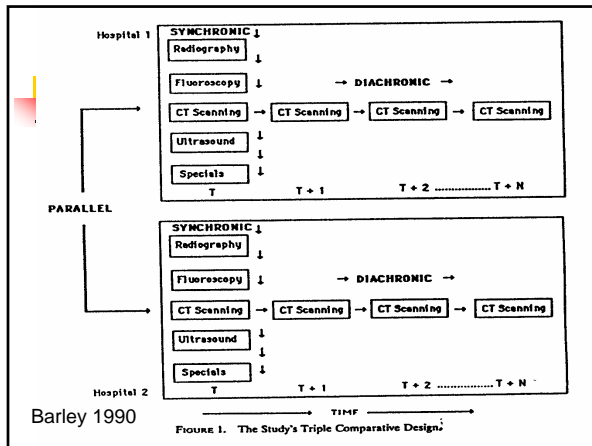 Hospital 1
SYNCHRONIC ↓
Radiography ↓
Fluoroscopy ↓ → DIACHRONIC →
CT Scanning → CT Scanning → CT Scanning → CT Scanning
Ultrasound ↓
↓
Specials ↓
T T + 1 T + 2 ............... T + N
PARALLEL
SYNCHRONIC ↓
Radiography ↓
Fluoroscopy ↓ → DIACHRONIC →
CT Scanning → CT Scanning → CT Scanning → CT Scanning
Ultrasound ↓
↓
Specials ↓
T T + 1 T + 2 ............... T + N
Hospital 2
TIME
Barley 1990
FIGURE 1. The Study's Triple Comparative Design.